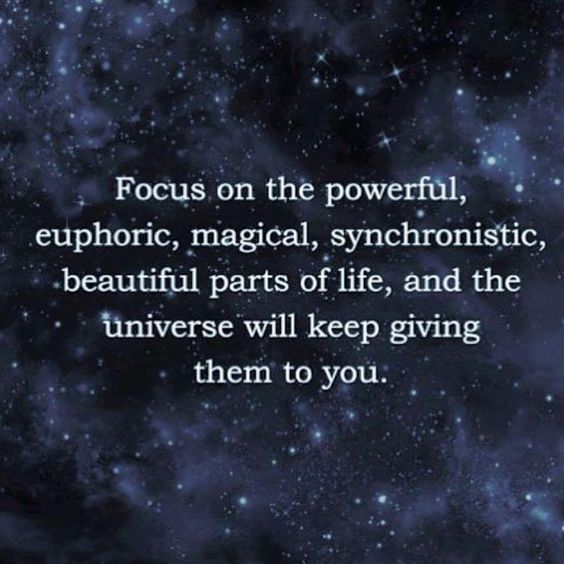 Focus on the powerful,
euphoric, magical, synchronistic,
beautiful parts of life, and the
universe will keep giving
them to you.